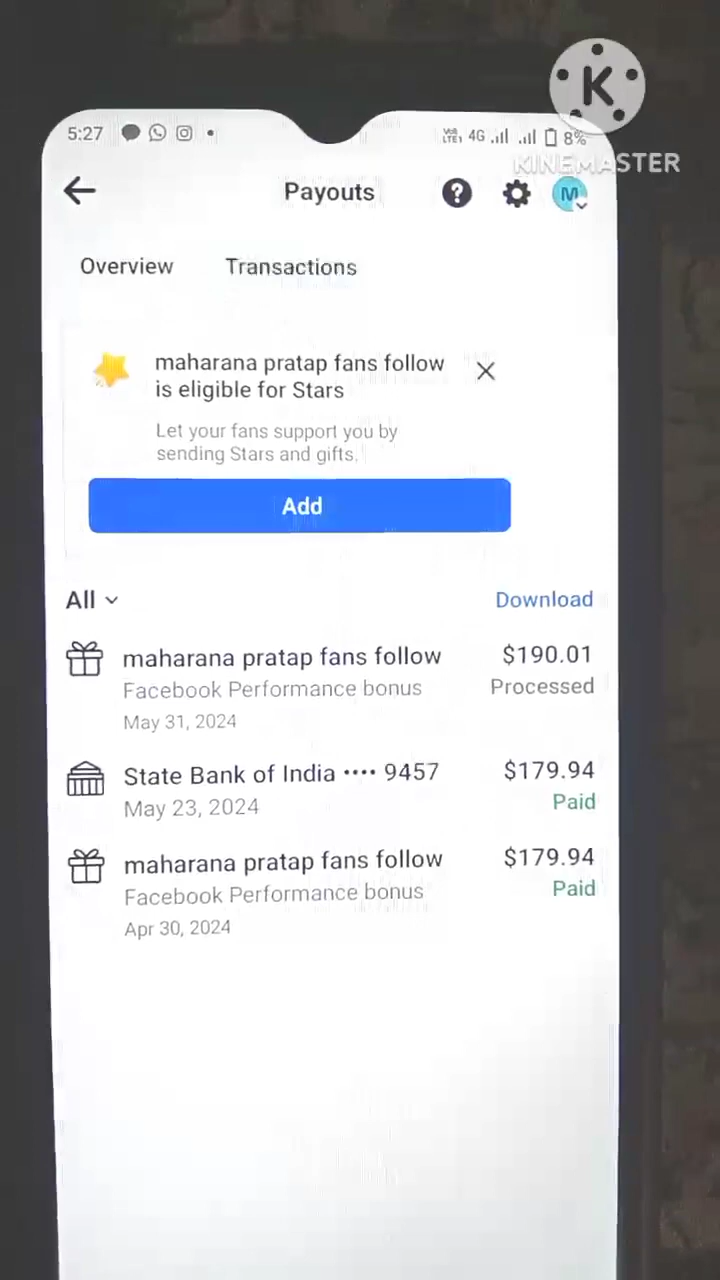 5:27
4G 8%
KINEMASTER
Payouts
M
Overview Transactions
maharana pratap fans follow
is eligible for Stars
Let your fans support you by
sending Stars and gifts.
Add
All Download
maharana pratap fans follow $190.01
Facebook Performance bonus Processed
May 31, 2024
State Bank of India •••• 9457 $179.94
May 23, 2024 Paid
maharana pratap fans follow $179.94
Facebook Performance bonus Paid
Apr 30, 2024